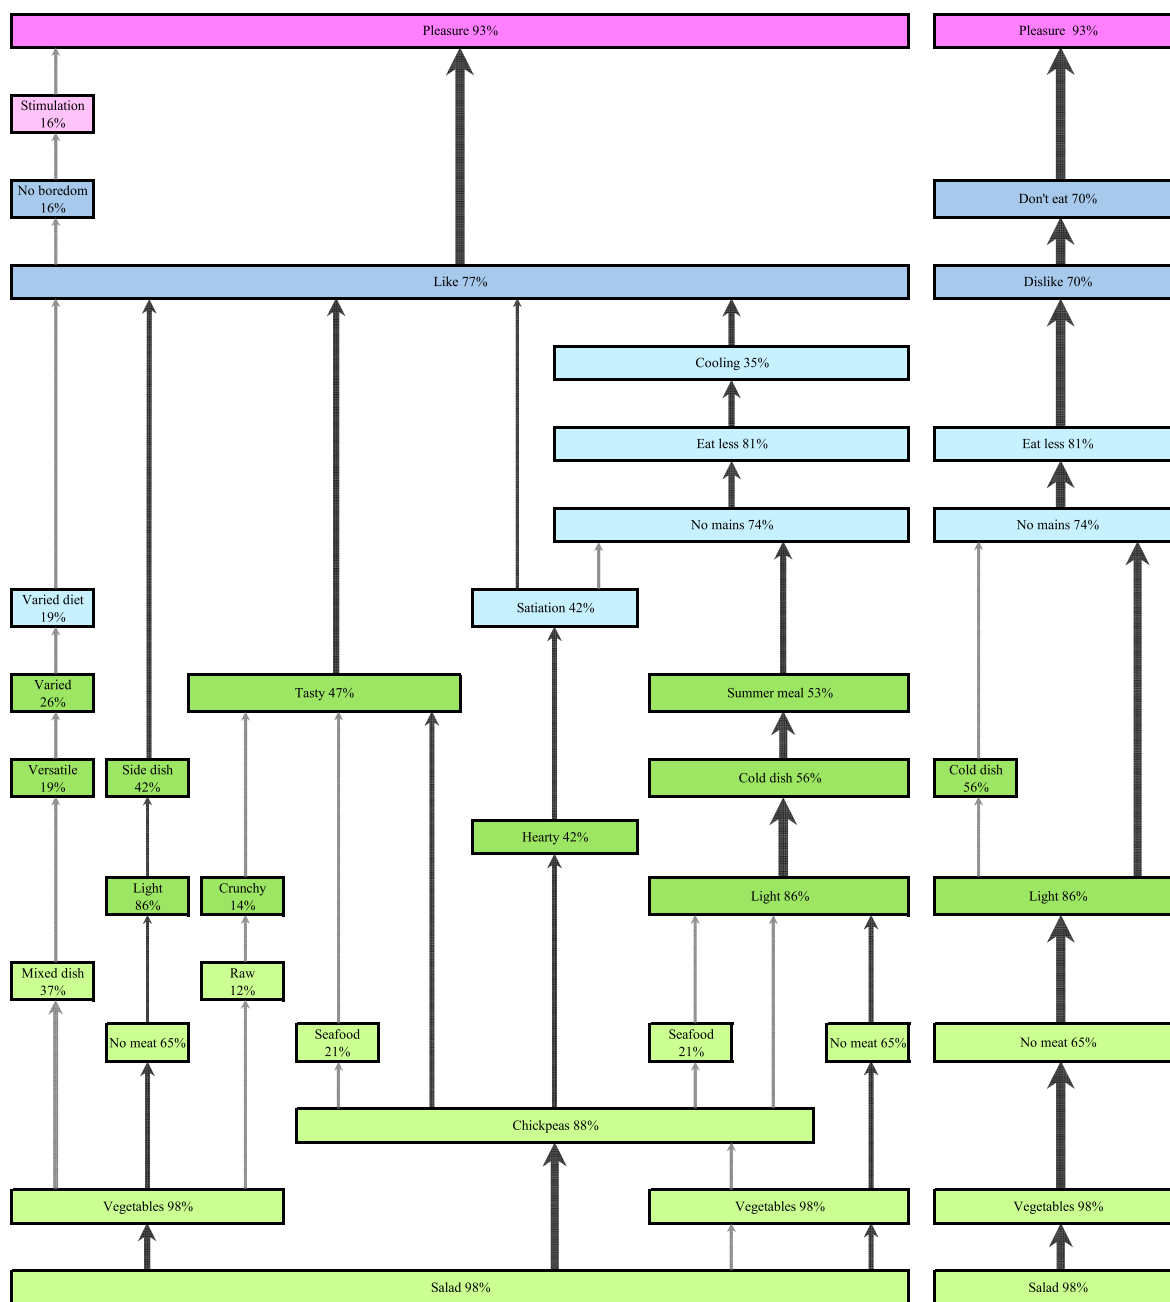 Pleasure 93%
Pleasure 93%
Stimulation
16%
No boredom
16%
Don't eat 70%
Like 77%
Dislike 70%
Cooling 35%
Eat less 81%
Eat less 81%
No mains 74%
No mains 74%
Varied diet
19%
Satiation 42%
Varied
26%
Tasty 47%
Summer meal 53%
Versatile
19%
Side dish
42%
Cold dish 56%
Cold dish
56%
Hearty 42%
Light
86%
Crunchy
14%
Light 86%
Light 86%
Mixed dish
37%
Raw
12%
No meat 65%
Seafood
21%
Seafood
21%
No meat 65%
No meat 65%
Chickpeas 88%
Vegetables 98%
Vegetables 98%
Vegetables 98%
Salad 98%
Salad 98%